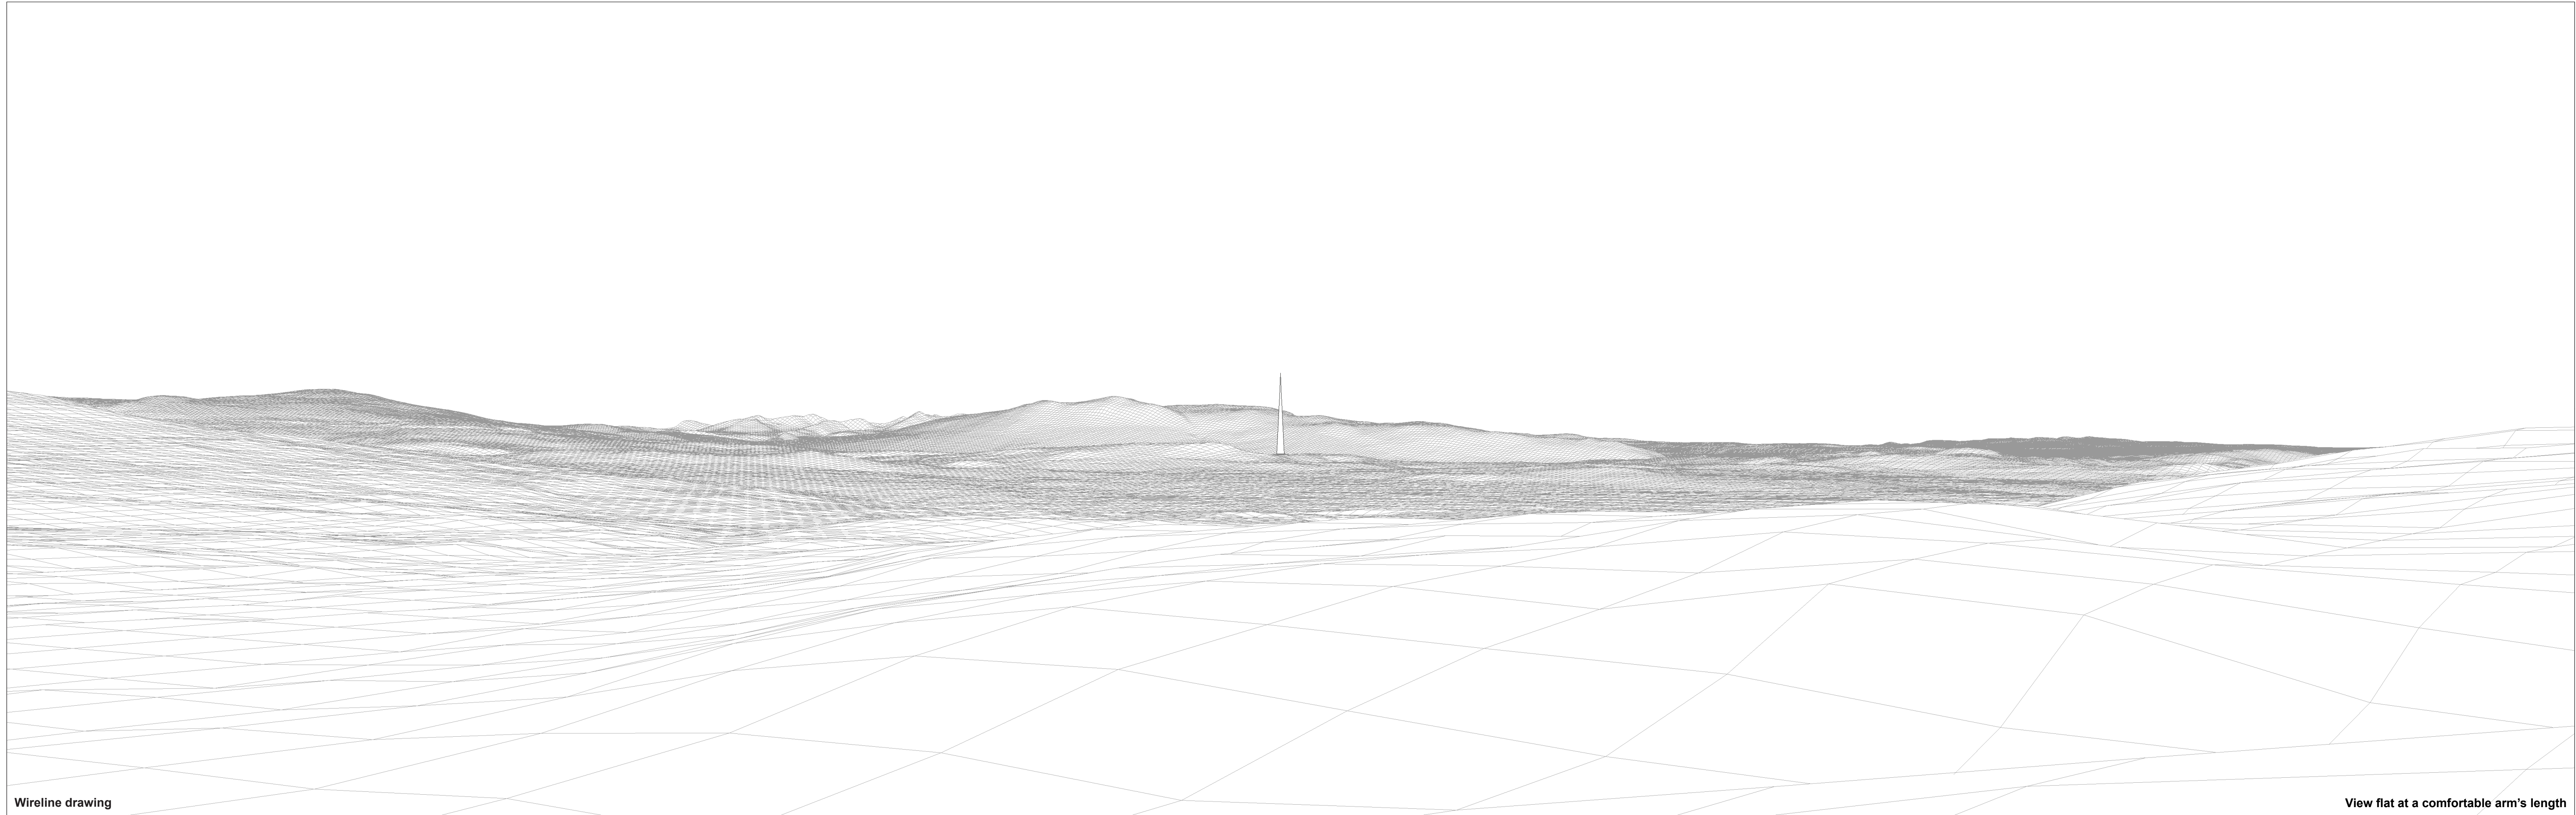 Wireline drawing
View flat at a comfortable arm's length